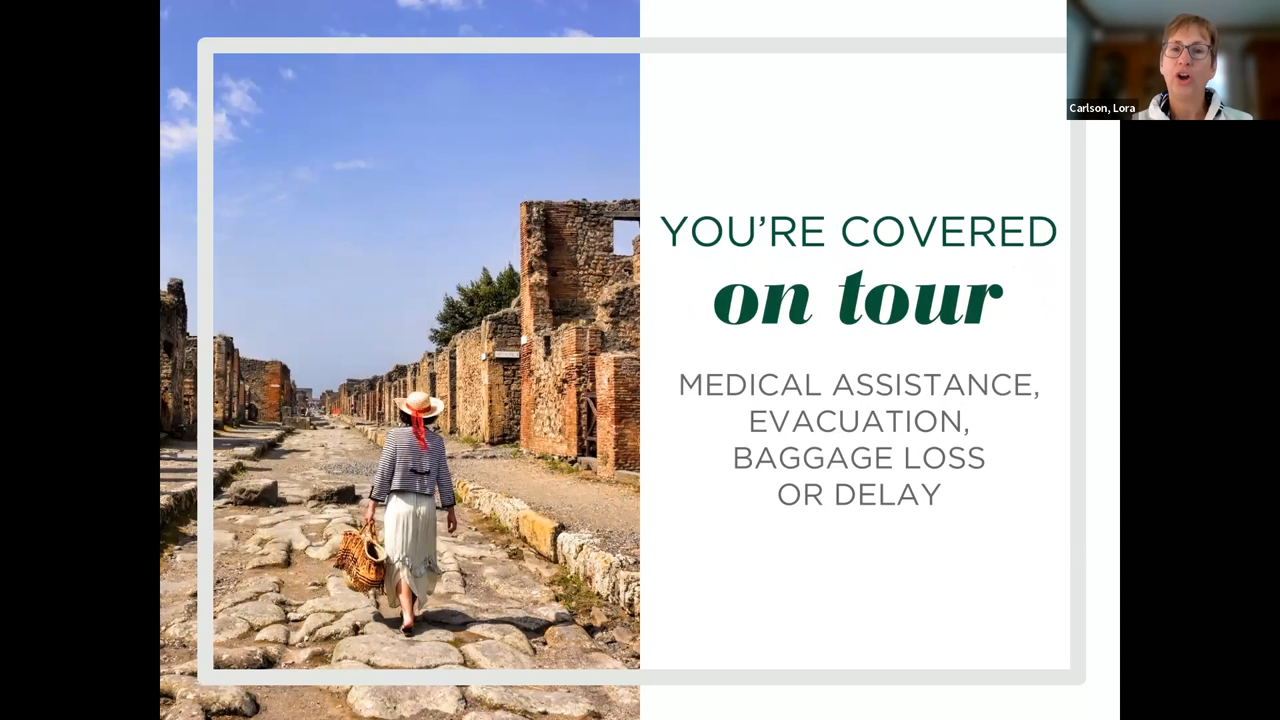 YOU'RE COVERED
on tour
MEDICAL ASSISTANCE,
EVACUATION,
BAGGAGE LOSS
OR DELAY
Carlson, Lora